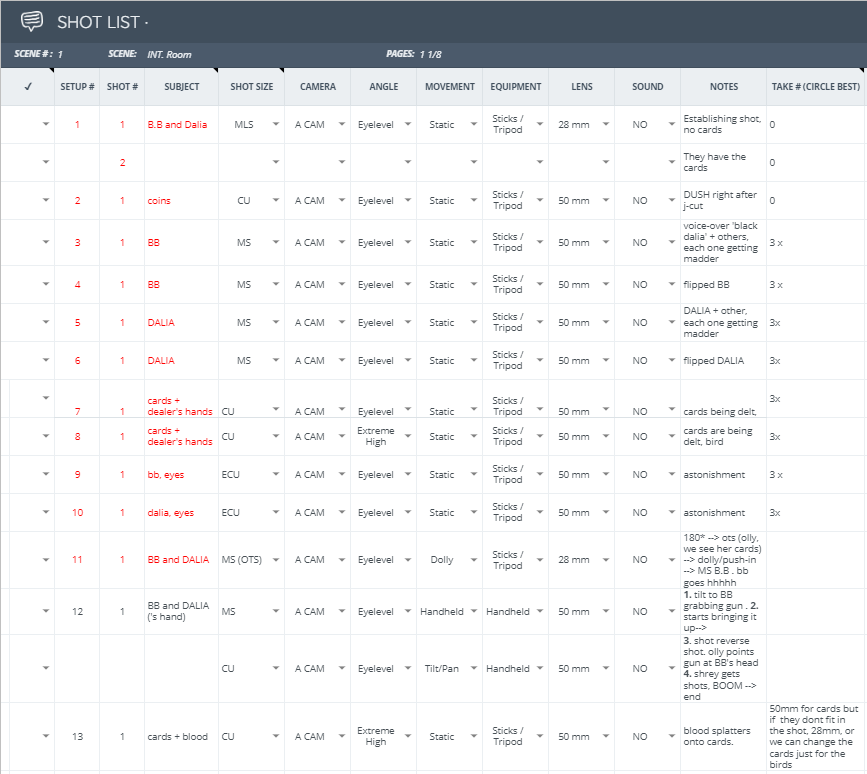 SHOT LIST ·
SCENE # : 1 SCENE: INT. Room PAGES: 1 1/8
✓ SETUP # SHOT # SUBJECT SHOT SIZE CAMERA ANGLE MOVEMENT EQUIPMENT LENS SOUND NOTES TAKE # (CIRCLE BEST)
1 1 B.B and Dalia MLS A CAM Eyelevel Static Sticks / Tripod 28 mm NO Establishing shot, no cards 0
2 They have the cards 0
2 1 coins CU A CAM Eyelevel Static Sticks / Tripod 50 mm NO DUSH right after j-cut 0
3 1 BB MS A CAM Eyelevel Static Sticks / Tripod 50 mm NO voice-over 'black dalia' + others, each one getting madder 3 x
4 1 BB MS A CAM Eyelevel Static Sticks / Tripod 50 mm NO flipped BB 3 x
5 1 DALIA MS A CAM Eyelevel Static Sticks / Tripod 50 mm NO DALIA + other, each one getting madder 3x
6 1 DALIA MS A CAM Eyelevel Static Sticks / Tripod 50 mm NO flipped DALIA 3x
7 1 cards + dealer's hands CU A CAM Eyelevel Static Sticks / Tripod 50 mm NO cards being delt, 3x
8 1 cards + dealer's hands CU A CAM Extreme High Static Sticks / Tripod 50 mm NO cards are being delt, bird 3x
9 1 bb, eyes ECU A CAM Eyelevel Static Sticks / Tripod 50 mm NO astonishment 3 x
10 1 dalia, eyes ECU A CAM Eyelevel Static Sticks / Tripod 50 mm NO astonishment 3x
11 1 BB and DALIA MS (OTS) A CAM Eyelevel Dolly Sticks / Tripod 28 mm NO 180* --> ots (olly, we see her cards) --> dolly/push-in --> MS B.B . bb goes hhhhh
12 1 BB and DALIA ('s hand) MS A CAM Eyelevel Handheld Handheld 50 mm NO 1. tilt to BB grabbing gun . 2. starts bringing it up-->
CU A CAM Eyelevel Tilt/Pan Handheld 50 mm NO 3. shot reverse shot. olly points gun at BB's head 4. shrey gets shots, BOOM --> end
13 1 cards + blood CU A CAM Extreme High Static Sticks / Tripod 50 mm NO blood splatters onto cards. 50mm for cards but if they dont fit in the shot, 28mm, or we can change the cards just for the birds